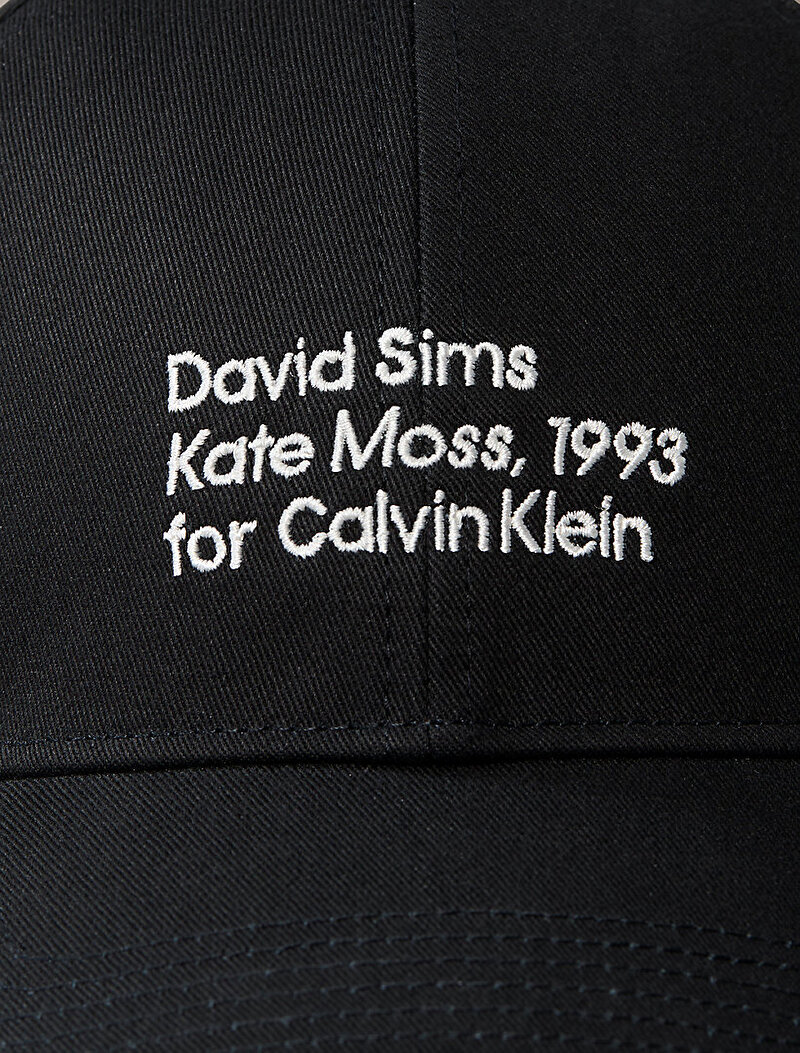 David Sims
Kate Moss, 1993
for Calvin Klein